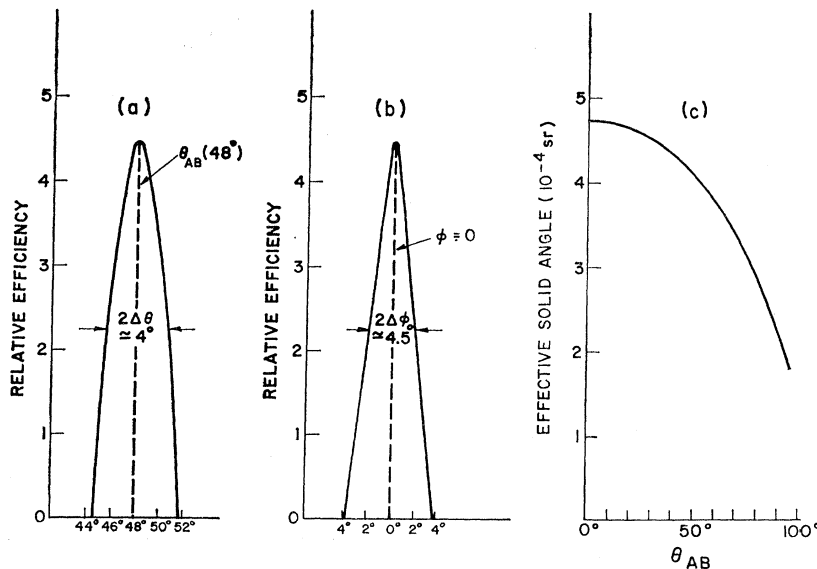 (a)
RELATIVE EFFICIENCY
5
4
3
2
1
0
θAB(48°)
2Δθ
≃4°
44° 46° 48° 50° 52°
(b)
RELATIVE EFFICIENCY
5
4
3
2
1
0
φ = 0
2Δφ
≃4.5°
4° 2° 0° 2° 4°
(c)
EFFECTIVE SOLID ANGLE (10⁻⁴ sr)
5
4
3
2
1
0
0° 50° 100°
θAB